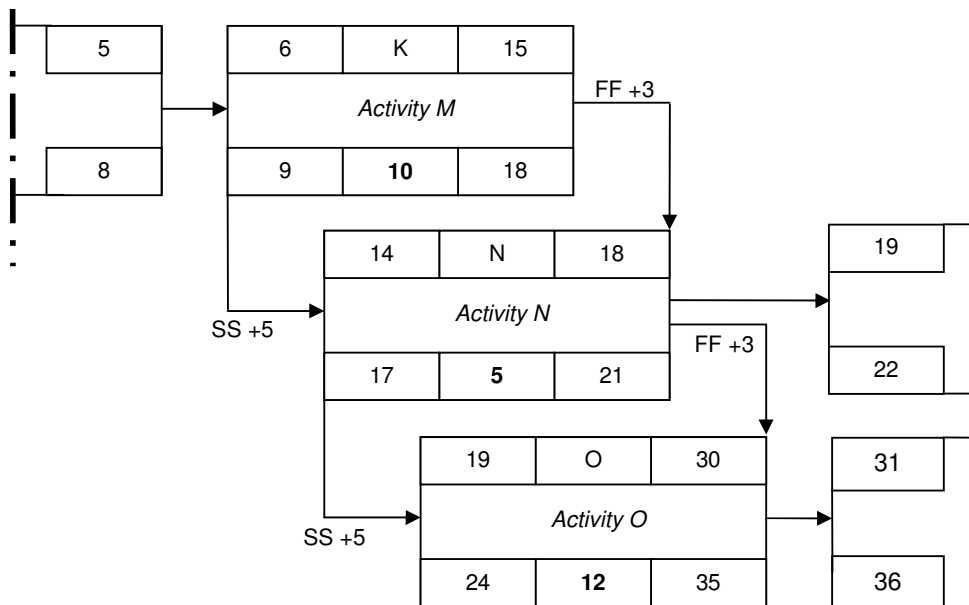 5
6 K 15
Activity M
FF +3
8
9 10 18
14 N 18
19
Activity N
SS +5
FF +3
17 5 21
22
19 O 30
31
Activity O
SS +5
24 12 35
36